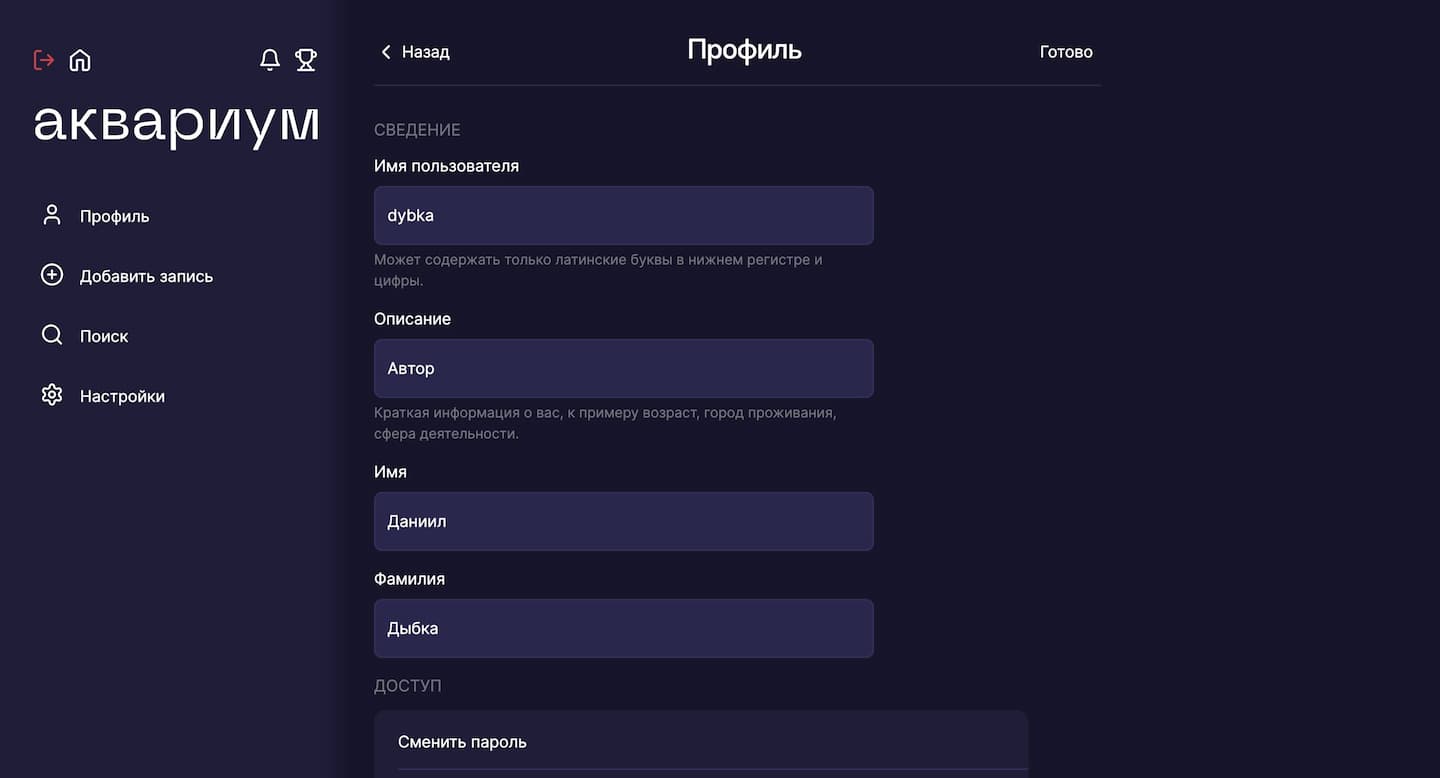 аквариум
Профиль
Добавить запись
Поиск
Настройки
Назад
Профиль
Готово
СВЕДЕНИЕ
Имя пользователя
dybka
Может содержать только латинские буквы в нижнем регистре и
цифры.
Описание
Автор
Краткая информация о вас, к примеру возраст, город проживания,
сфера деятельности.
Имя
Даниил
Фамилия
Дыбка
ДОСТУП
Сменить пароль